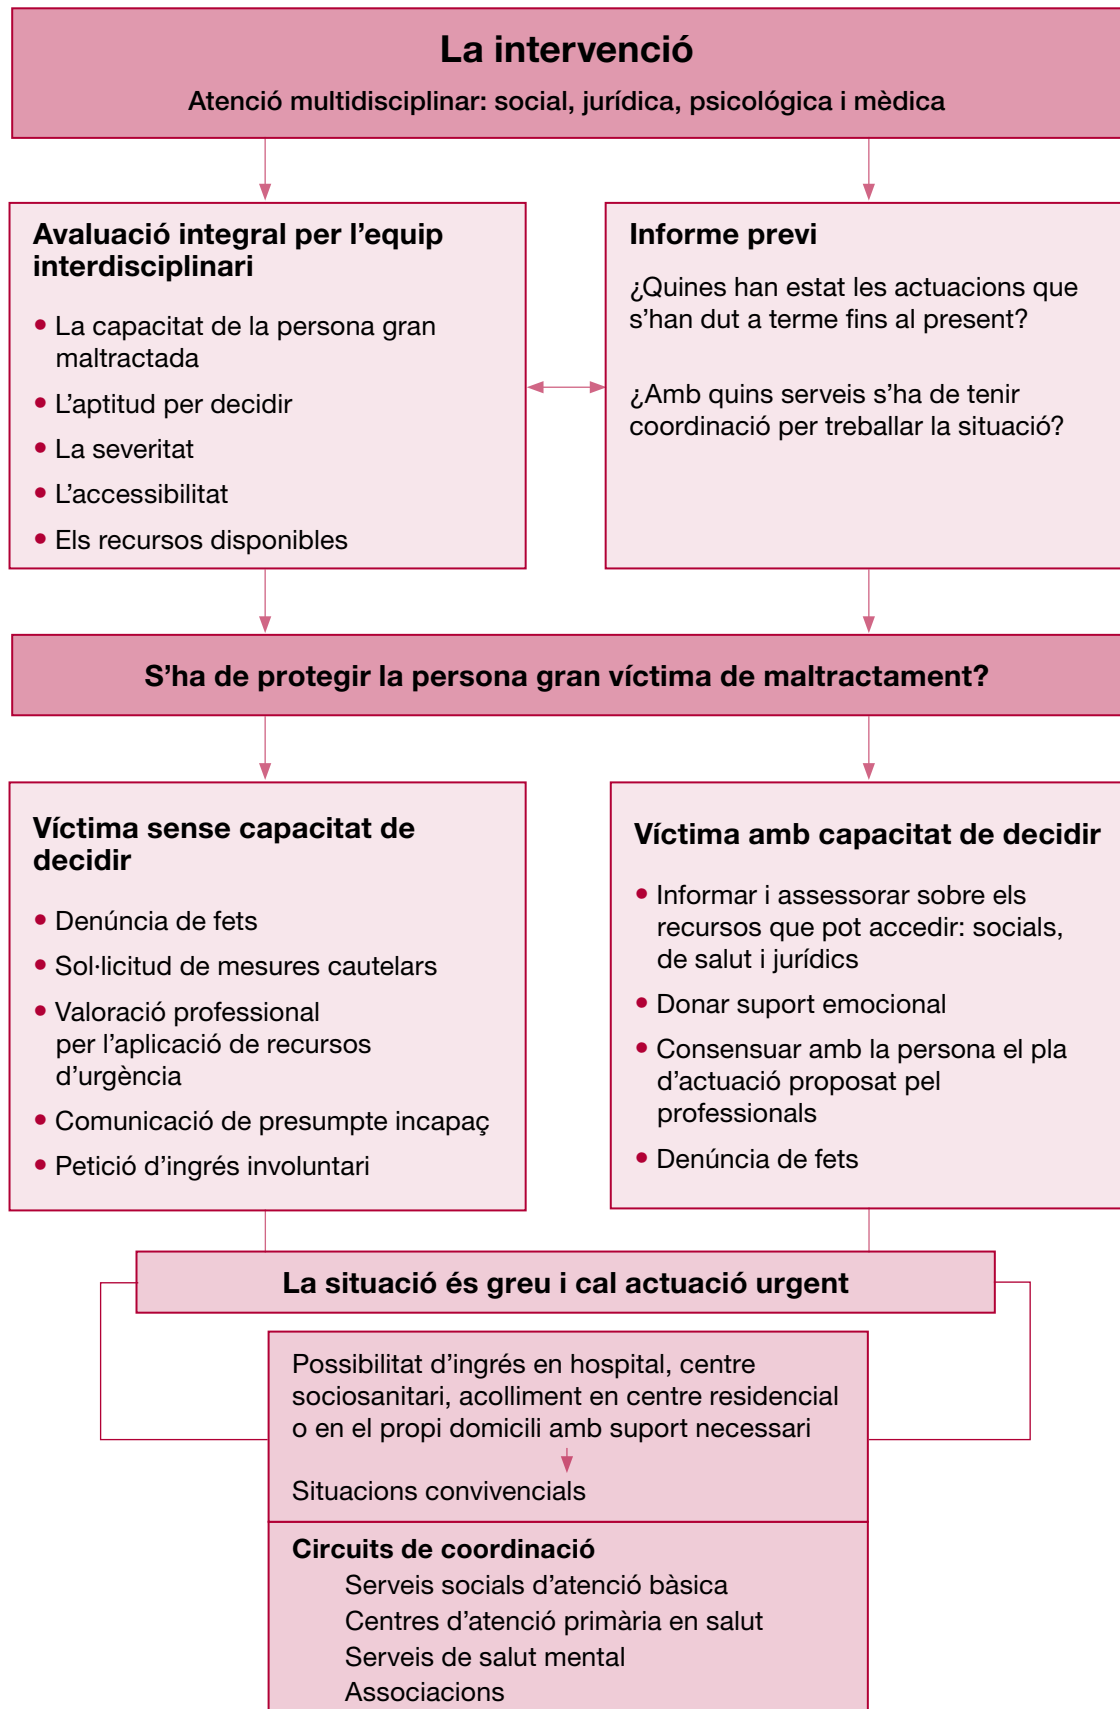 La intervenció
Atenció multidisciplinar: social, jurídica, psicológica i mèdica
Avaluació integral per l’equip
interdisciplinari
• La capacitat de la persona gran
maltractada
• L’aptitud per decidir
• La severitat
• L’accessibilitat
• Els recursos disponibles
Informe previ
¿Quines han estat les actuacions que
s’han dut a terme fins al present?
¿Amb quins serveis s’ha de tenir
coordinació per treballar la situació?
S’ha de protegir la persona gran víctima de maltractament?
Víctima sense capacitat de
decidir
• Denúncia de fets
• Sol·licitud de mesures cautelars
• Valoració professional
per l’aplicació de recursos
d’urgència
• Comunicació de presumpte incapaç
• Petició d’ingrés involuntari
Víctima amb capacitat de decidir
• Informar i assessorar sobre els
recursos que pot accedir: socials,
de salut i jurídics
• Donar suport emocional
• Consensuar amb la persona el pla
d’actuació proposat pel
professionals
• Denúncia de fets
La situació és greu i cal actuació urgent
Possibilitat d’ingrés en hospital, centre
sociosanitari, acolliment en centre residencial
o en el propi domicili amb suport necessari
Situacions convivencials
Circuits de coordinació
Serveis socials d’atenció bàsica
Centres d’atenció primària en salut
Serveis de salut mental
Associacions